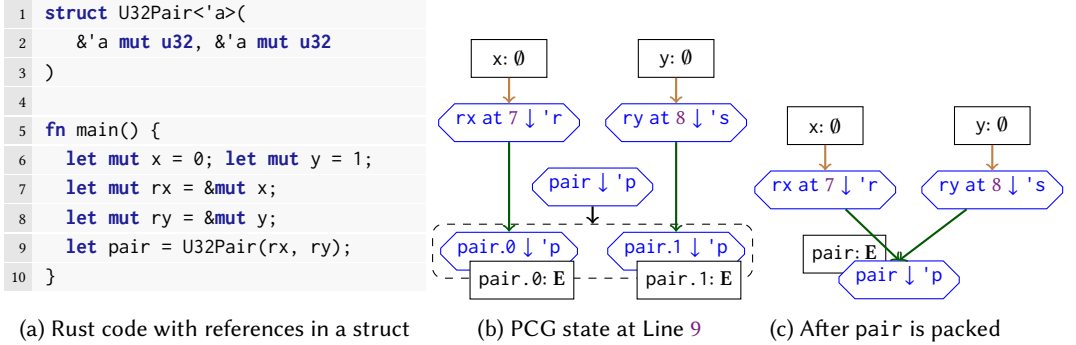 1 struct U32Pair<'a>(
2 &'a mut u32, &'a mut u32
3 )
4
5 fn main() {
6 let mut x = 0; let mut y = 1;
7 let mut rx = &mut x;
8 let mut ry = &mut y;
9 let pair = U32Pair(rx, ry);
10 }
(a) Rust code with references in a struct
x: ∅ y: ∅
rx at 7 ↓ 'r ry at 8 ↓ 's
pair ↓ 'p
pair.0 ↓ 'p pair.1 ↓ 'p
pair.0: E pair.1: E
(b) PCG state at Line 9
x: ∅ y: ∅
rx at 7 ↓ 'r ry at 8 ↓ 's
pair: E
pair ↓ 'p
(c) After pair is packed